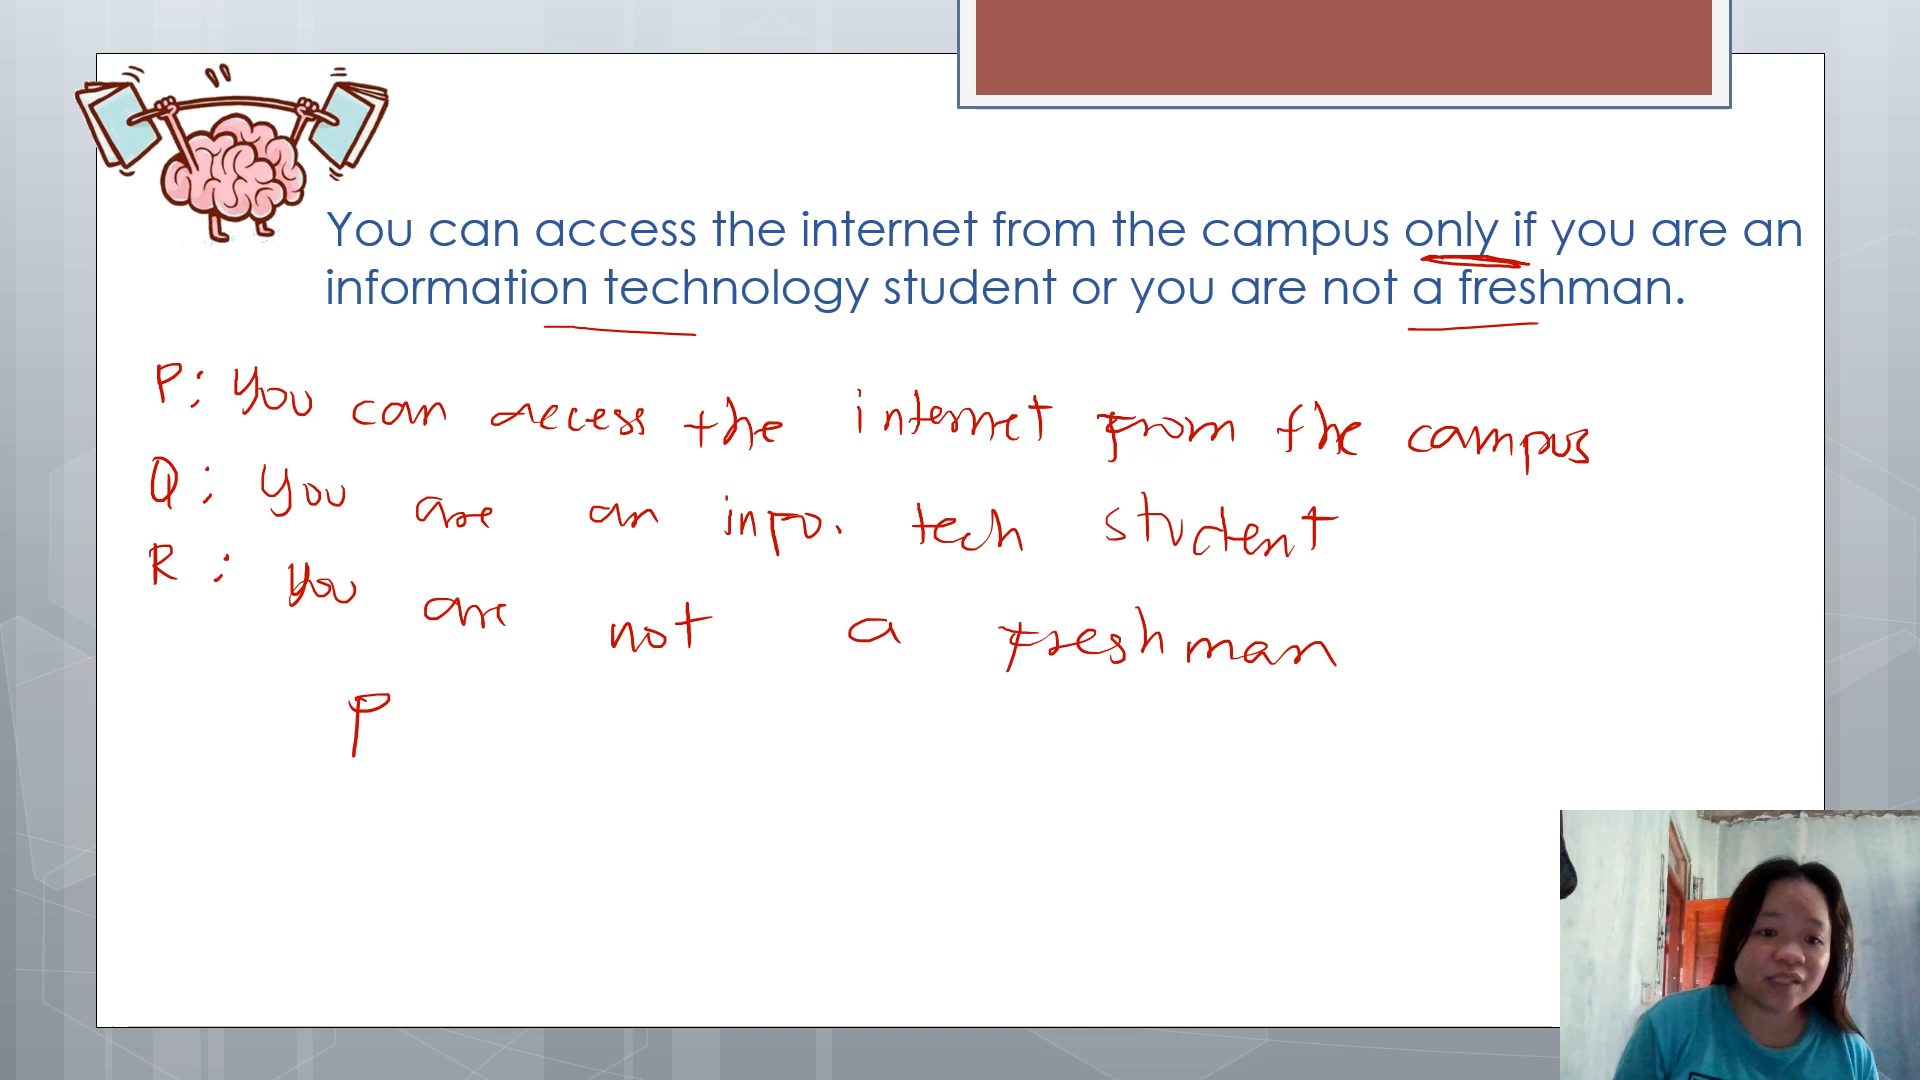 You can access the internet from the campus only if you are an
information technology student or you are not a freshman.
P: You can access the internet from the campus
Q: You are an info. tech student
R: You are not a freshman
P